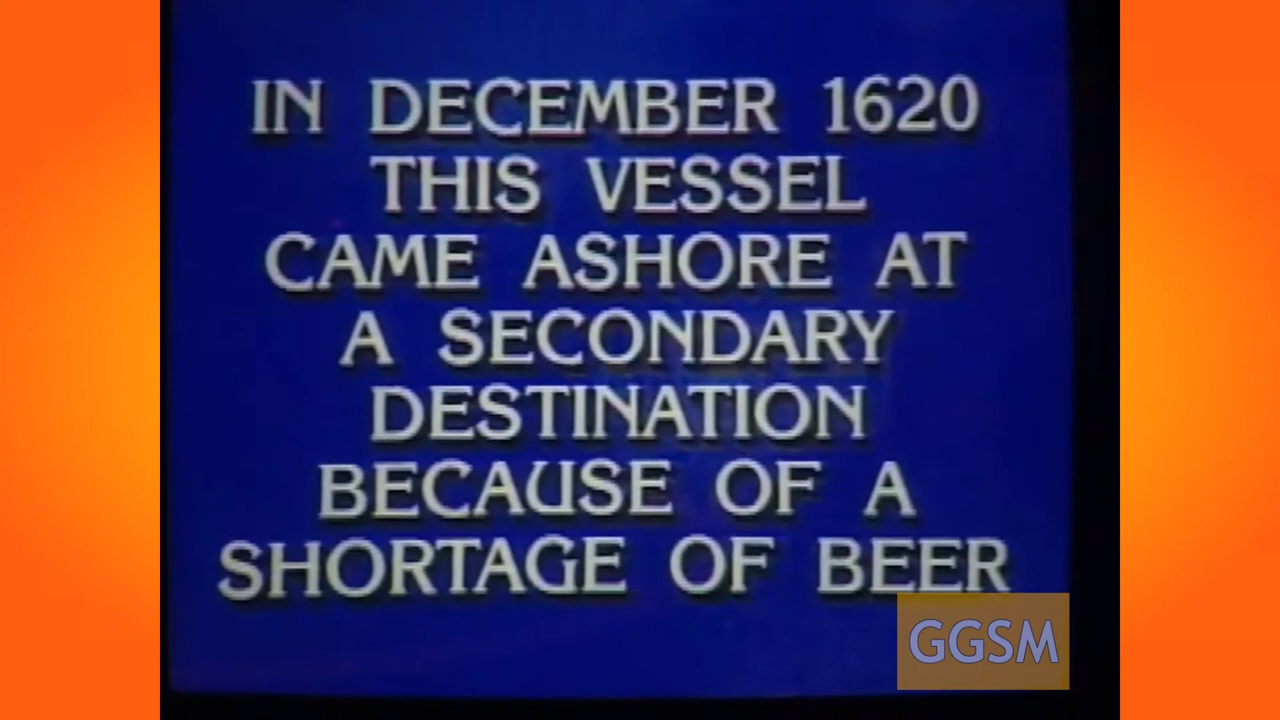 IN DECEMBER 1620
THIS VESSEL
CAME ASHORE AT
A SECONDARY
DESTINATION
BECAUSE OF A
SHORTAGE OF BEER
GGSM